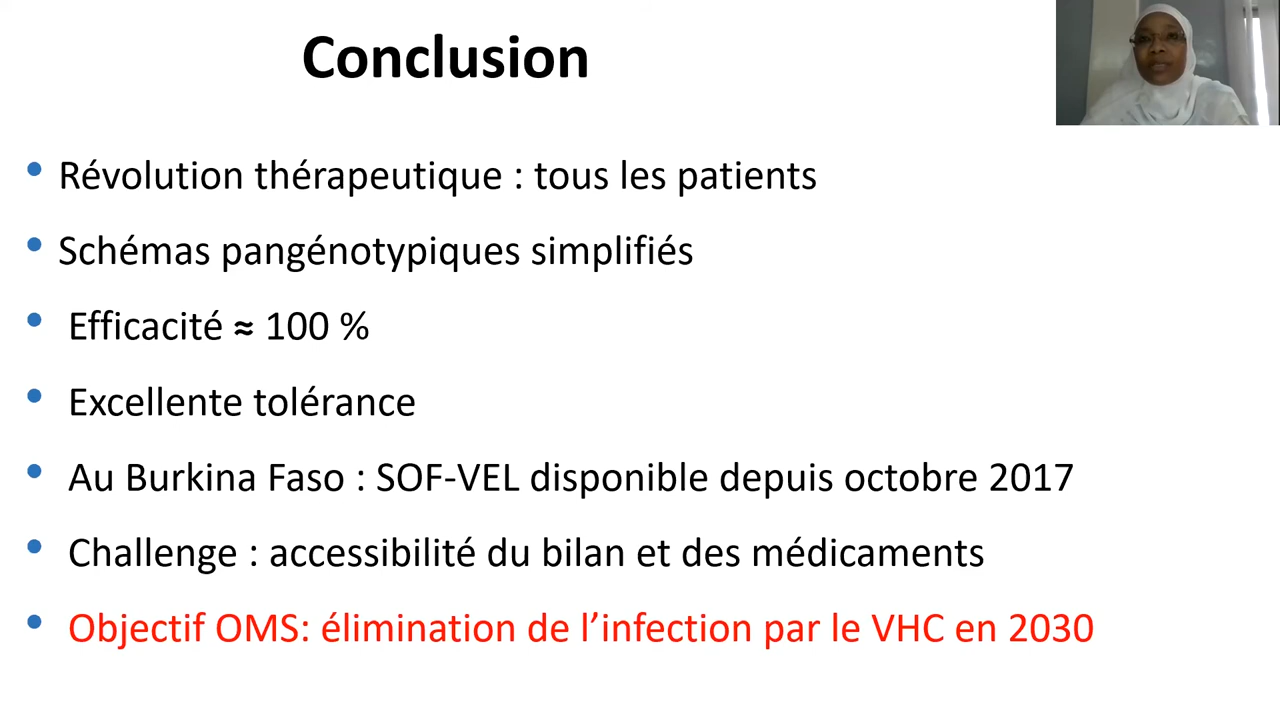 Conclusion
• Révolution thérapeutique : tous les patients
• Schémas pangénotypiques simplifiés
• Efficacité ≈ 100 %
• Excellente tolérance
• Au Burkina Faso : SOF-VEL disponible depuis octobre 2017
• Challenge : accessibilité du bilan et des médicaments
• Objectif OMS: élimination de l’infection par le VHC en 2030